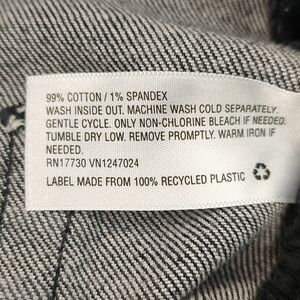 99% COTTON / 1% SPANDEX
WASH INSIDE OUT. MACHINE WASH COLD SEPARATELY.
GENTLE CYCLE. ONLY NON-CHLORINE BLEACH IF NEEDED.
TUMBLE DRY LOW. REMOVE PROMPTLY. WARM IRON IF
NEEDED.
RN17730 VN1247024
LABEL MADE FROM 100% RECYCLED PLASTIC